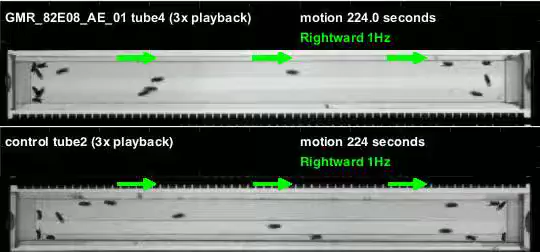 GMR_82E08_AE_01 tube4 (3x playback)
motion 224.0 seconds
Rightward 1Hz
control tube2 (3x playback)
motion 224 seconds
Rightward 1Hz